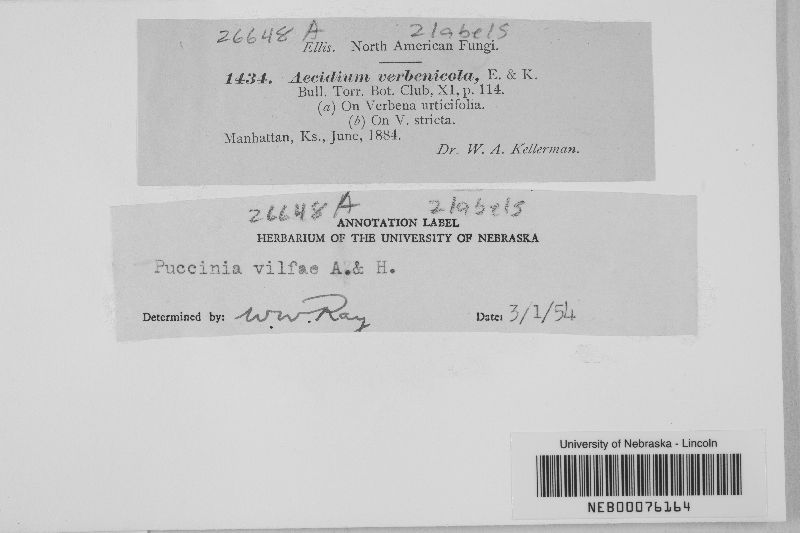 26648 A 2 labels
Ellis. North American Fungi.
1434. Aecidium verbenicola, E. & K.
Bull. Torr. Bot. Club, XI, p. 114.
(a) On Verbena urticifolia.
(b) On V. stricta.
Manhattan, Ks., June, 1884.
Dr. W. A. Kellerman.
26648 A 2 labels
ANNOTATION LABEL
HERBARIUM OF THE UNIVERSITY OF NEBRASKA
Puccinia vilfae A.& H.
Determined by: W.W. Ray Date: 3/1/54
University of Nebraska - Lincoln
NEB00076164